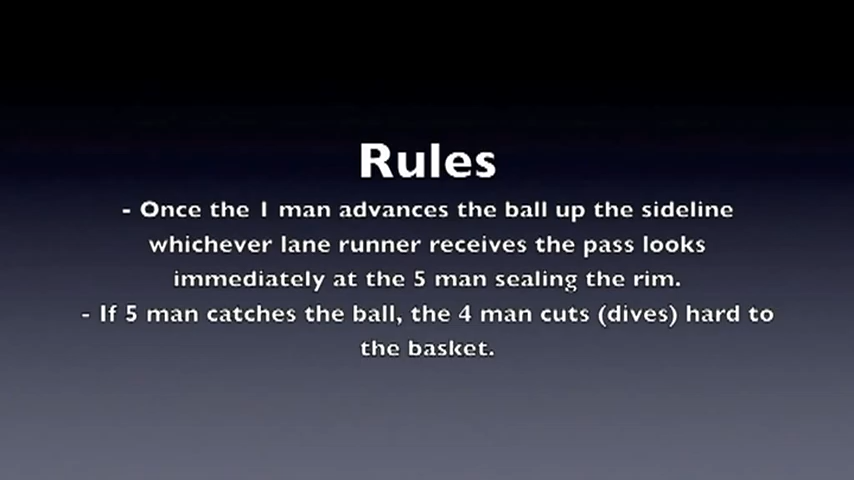 Rules
- Once the 1 man advances the ball up the sideline
whichever lane runner receives the pass looks
immediately at the 5 man sealing the rim.
- If 5 man catches the ball, the 4 man cuts (dives) hard to
the basket.